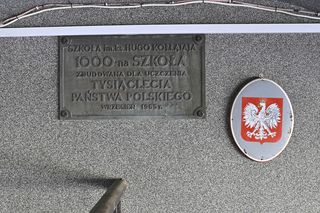 SZKOŁA im. ks. HUGO KOŁŁĄTAJA
1000-na SZKOŁA
ZBUDOWANA DLA UCZCZENIA
TYSIĄCLECIA
PAŃSTWA POLSKIEGO
WRZESIEŃ 1965 r.